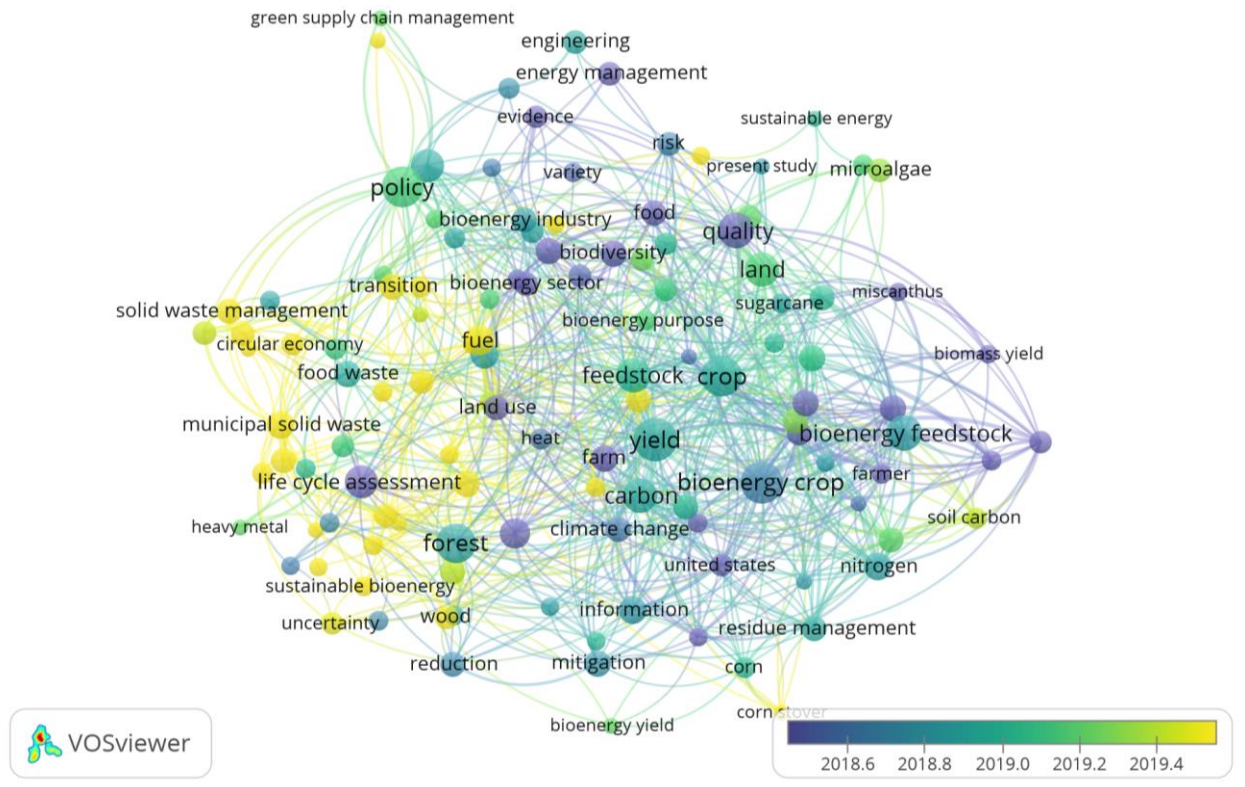 green supply chain management
engineering
energy management
evidence
sustainable energy
risk
present study
microalgae
variety
policy
food
bioenergy industry
quality
biodiversity
land
transition
bioenergy sector
miscanthus
sugarcane
solid waste management
bioenergy purpose
circular economy
fuel
biomass yield
food waste
feedstock
crop
land use
municipal solid waste
heat
yield
bioenergy feedstock
farm
farmer
life cycle assessment
bioenergy crop
carbon
soil carbon
heavy metal
climate change
forest
united states
nitrogen
sustainable bioenergy
information
wood
uncertainty
residue management
reduction
mitigation
corn
corn stover
bioenergy yield
VOSviewer
2018.6 2018.8 2019.0 2019.2 2019.4